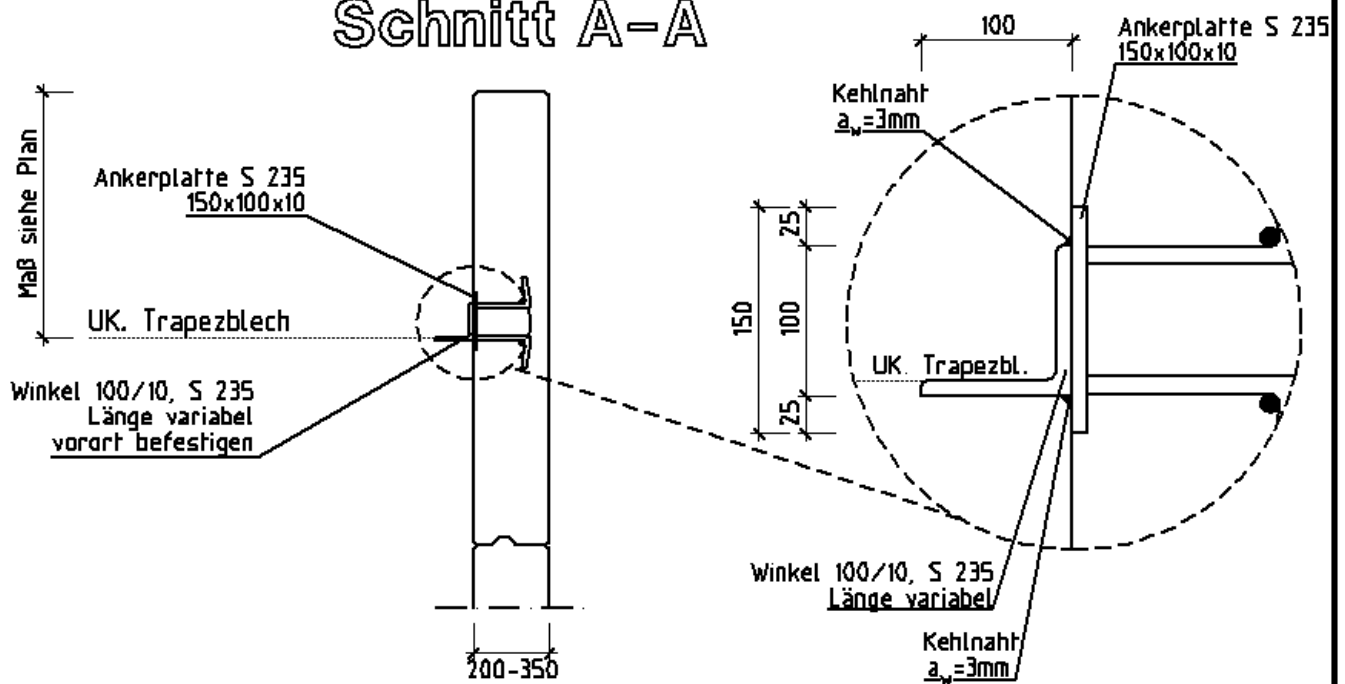 Schnitt A-A
Maß siehe Plan
Ankerplatte S 235
150x100x10
UK. Trapezblech
Winkel 100/10, S 235
Länge variabel
vorort befestigen
200-350
100
Ankerplatte S 235
150x100x10
Kehlnaht
a_w=3mm
25
150
100
25
UK. Trapezbl.
Winkel 100/10, S 235
Länge variabel
Kehlnaht
a_w=3mm